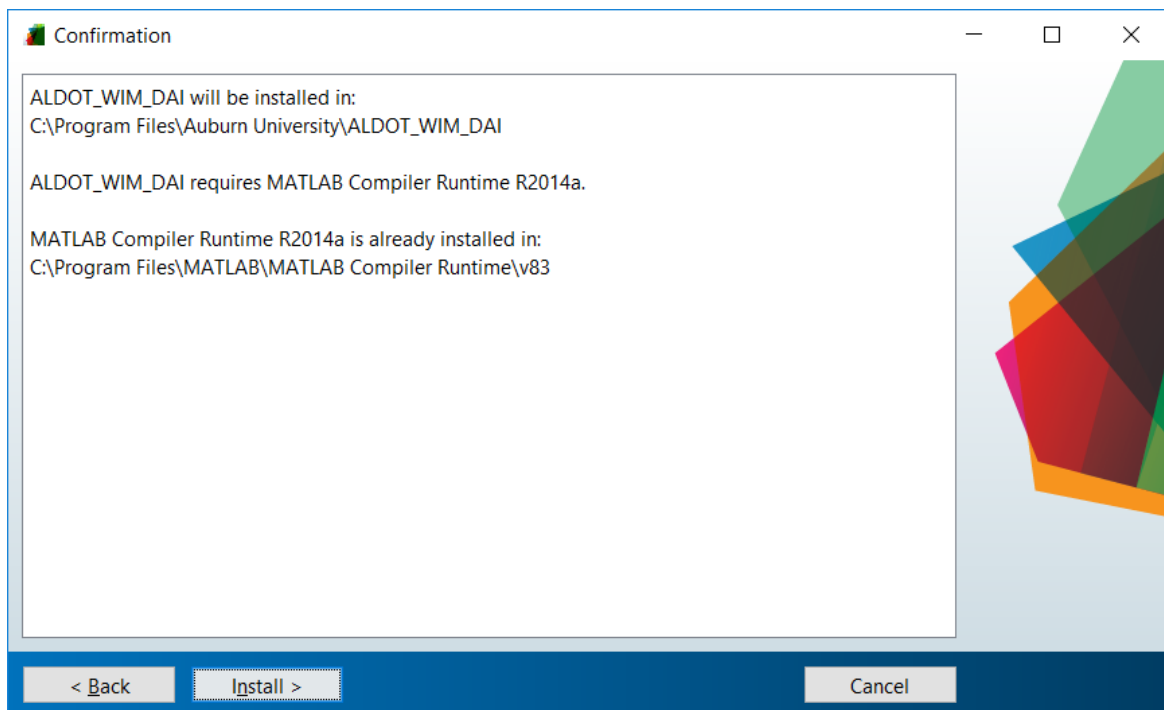 Confirmation
ALDOT_WIM_DAI will be installed in:
C:\Program Files\Auburn University\ALDOT_WIM_DAI
ALDOT_WIM_DAI requires MATLAB Compiler Runtime R2014a.
MATLAB Compiler Runtime R2014a is already installed in:
C:\Program Files\MATLAB\MATLAB Compiler Runtime\v83
< Back
Install >
Cancel